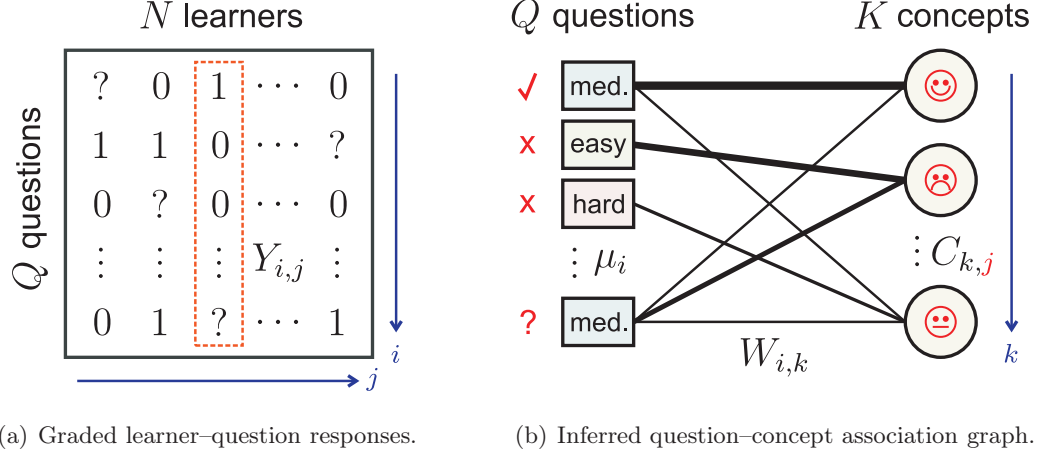 N learners
Q questions
? 0 1 ⋯ 0
1 1 0 ⋯ ?
0 ? 0 ⋯ 0
⋮ ⋮ ⋮ Y_{i,j} ⋮
0 1 ? ⋯ 1
i
j
(a) Graded learner–question responses.
Q questions
K concepts
✓ med.
x easy
x hard
⋮ μ_i
⋮ C_{k,j}
? med.
W_{i,k}
k
(b) Inferred question–concept association graph.